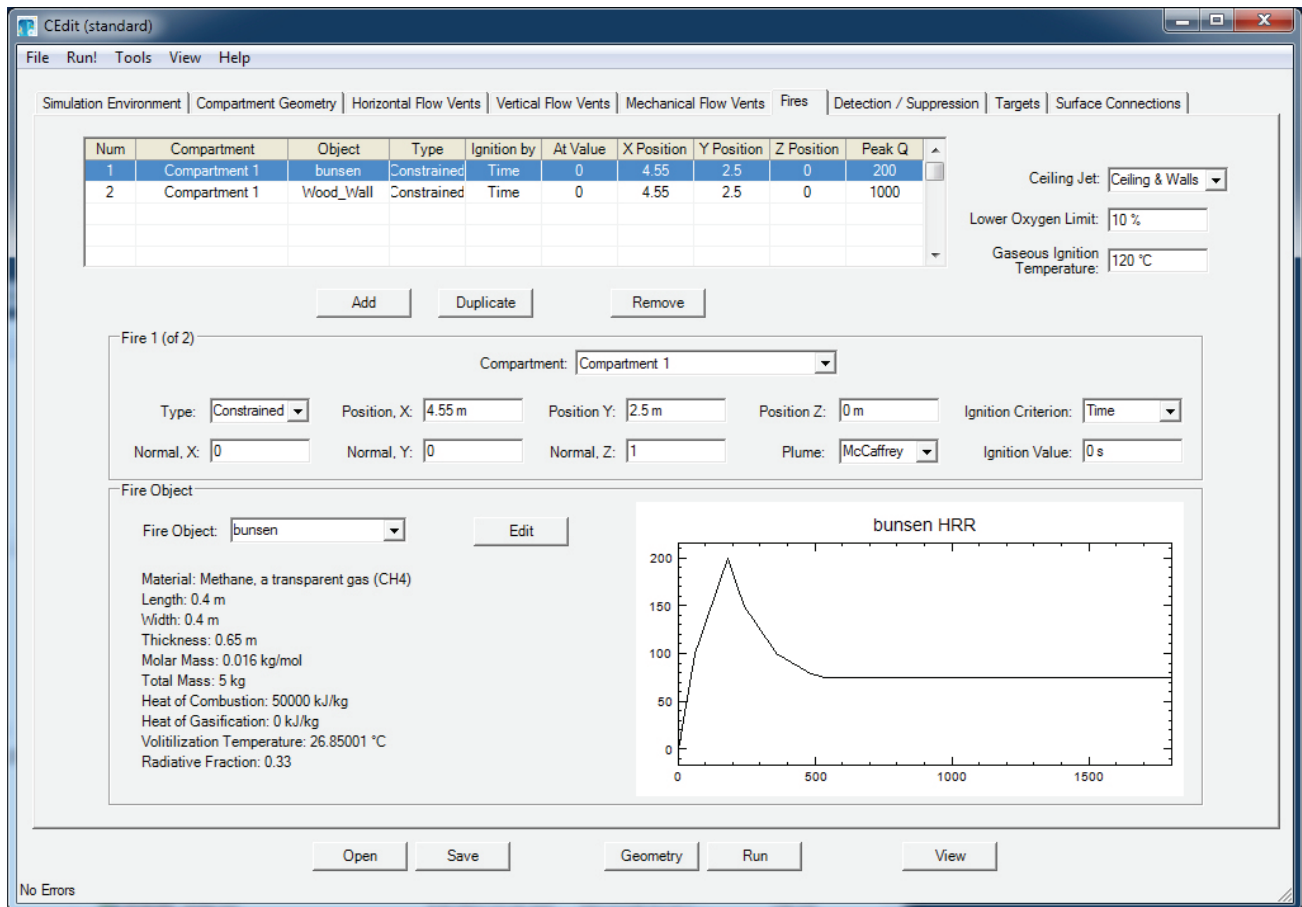 CEdit (standard)
File Run! Tools View Help
Simulation Environment Compartment Geometry Horizontal Flow Vents Vertical Flow Vents Mechanical Flow Vents Fires Detection / Suppression Targets Surface Connections
Num Compartment Object Type Ignition by At Value X Position Y Position Z Position Peak Q
1 Compartment 1 bunsen Constrained Time 0 4.55 2.5 0 200
2 Compartment 1 Wood_Wall Constrained Time 0 4.55 2.5 0 1000
Ceiling Jet: Ceiling & Walls
Lower Oxygen Limit: 10 %
Gaseous Ignition
Temperature: 120 °C
Add Duplicate Remove
Fire 1 (of 2)
Compartment: Compartment 1
Type: Constrained Position, X: 4.55 m Position Y: 2.5 m Position Z: 0 m Ignition Criterion: Time
Normal, X: 0 Normal, Y: 0 Normal, Z: 1 Plume: McCaffrey Ignition Value: 0 s
Fire Object
Fire Object: bunsen Edit
Material: Methane, a transparent gas (CH4)
Length: 0.4 m
Width: 0.4 m
Thickness: 0.65 m
Molar Mass: 0.016 kg/mol
Total Mass: 5 kg
Heat of Combustion: 50000 kJ/kg
Heat of Gasification: 0 kJ/kg
Volitilization Temperature: 26.85001 °C
Radiative Fraction: 0.33
bunsen HRR
200
150
100
50
0
0 500 1000 1500
Open Save Geometry Run View
No Errors